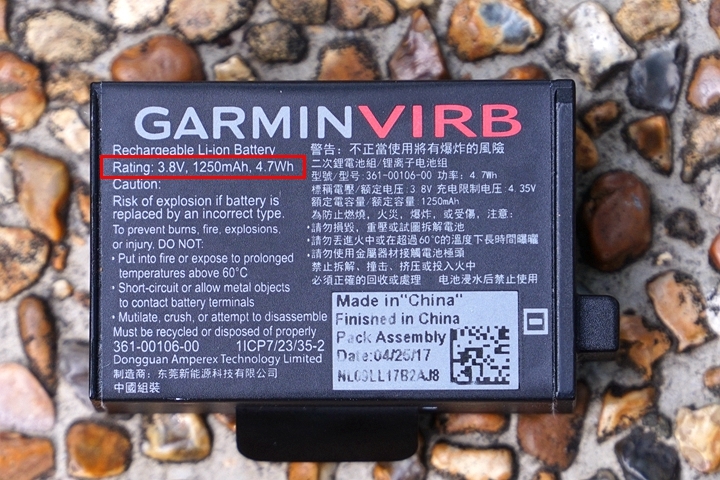 GARMIN VIRB
Rechargeable Li-ion Battery
Rating: 3.8V, 1250mAh, 4.7Wh
Caution:
Risk of explosion if battery is
replaced by an incorrect type.
To prevent burns, fire, explosions,
or injury, DO NOT:
• Put into fire or expose to prolonged
temperatures above 60°C
• Short-circuit or allow metal objects
to contact battery terminals
• Mutilate, crush, or attempt to disassemble
Must be recycled or disposed of properly
361-00106-00 1ICP7/23/35-2
Dongguan Amperex Technology Limited
制造商：东莞新能源科技有限公司
中國組裝
警告：不正當使用將有爆炸的風險
二次鋰電池組/锂离子电池组
型號/型号：361-00106-00 功率：4.7Wh
標稱電壓/额定电压：3.8V 充电限制电压：4.35V
額定電容量/额定容量：1250mAh
為防止燃燒，火災，爆炸，或受傷，注意：
•請勿損毀，重壓或試圖拆解電池
•請勿丟進火中或在超過60°C的溫度下長時間曝曬
•請勿使用金屬器材接觸電池極頭
禁止拆解、撞击、挤压或投入火中
必須正確的回收或處理 电池浸水后禁止使用
Made in"China"
Finished in China
Pack Assembly
Date:04/26/17
NL09LL17B2AJ8